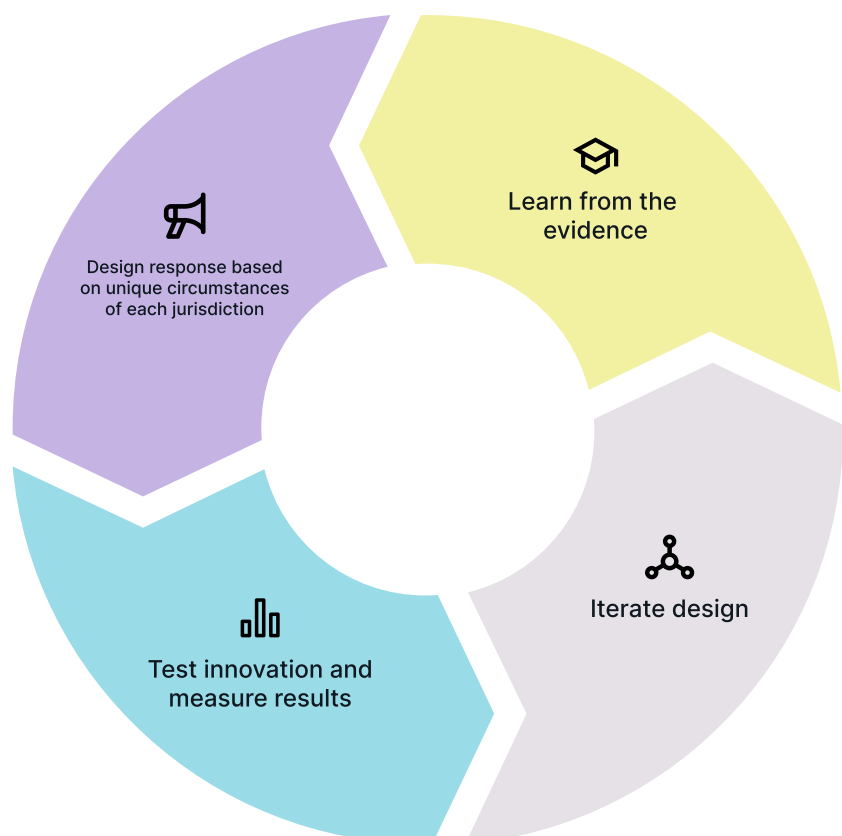 Learn from the
evidence
Design response based
on unique circumstances
of each jurisdiction
Iterate design
Test innovation and
measure results